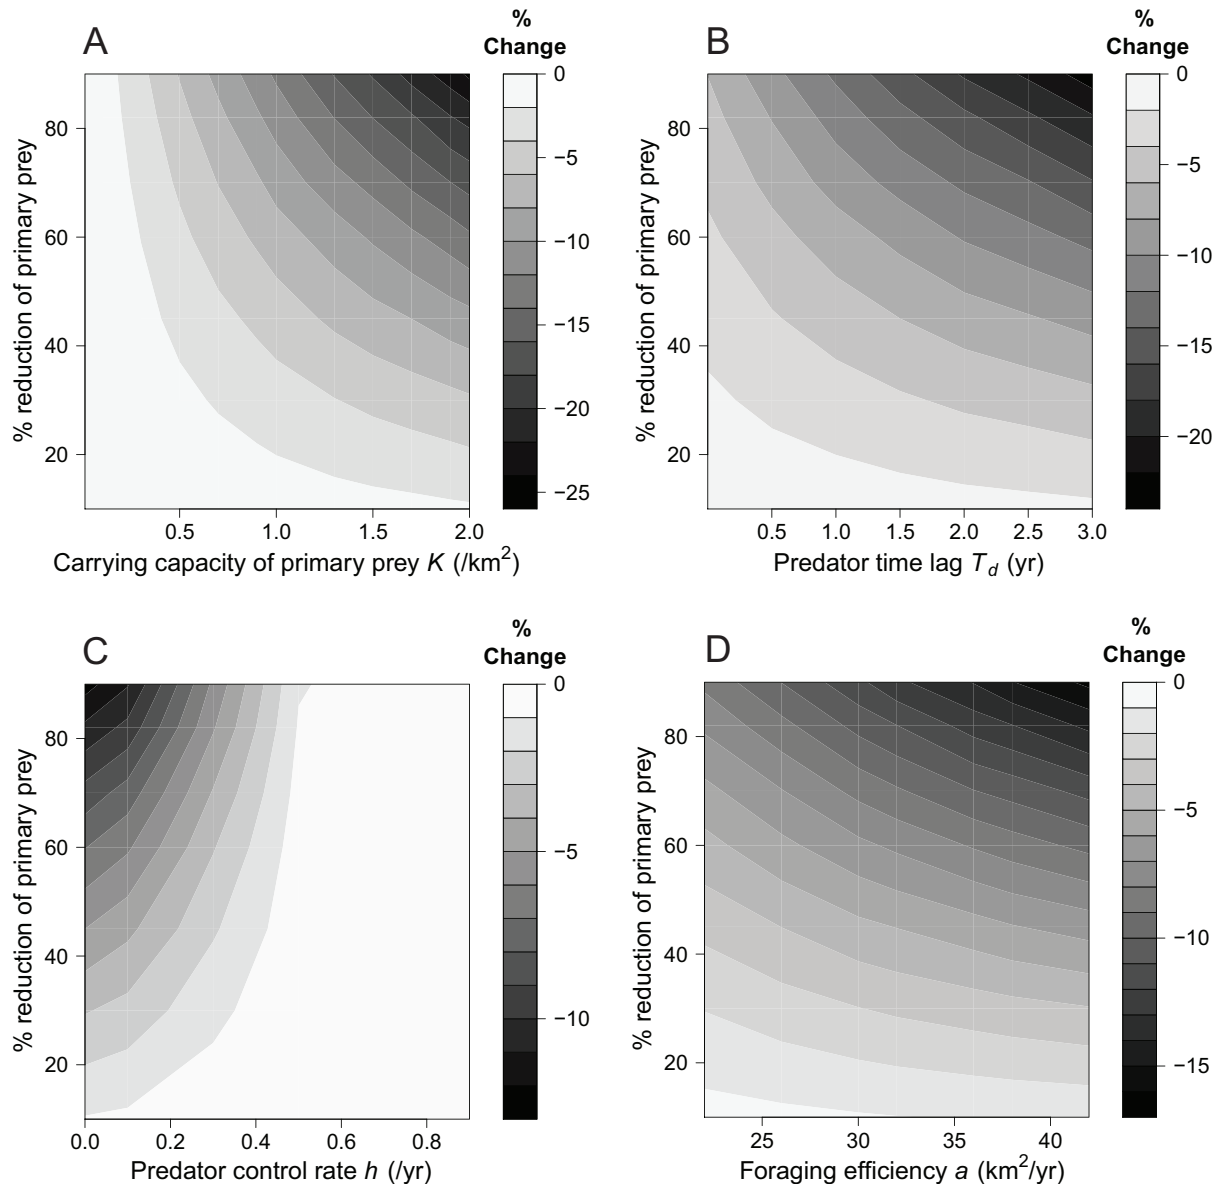 A
%
Change
% reduction of primary prey
80
60
40
20
0
−5
−10
−15
−20
−25
0.5 1.0 1.5 2.0
Carrying capacity of primary prey K (/km²)
B
%
Change
% reduction of primary prey
80
60
40
20
0
−5
−10
−15
−20
0.5 1.0 1.5 2.0 2.5 3.0
Predator time lag T_d (yr)
C
%
Change
% reduction of primary prey
80
60
40
20
0
−5
−10
0.0 0.2 0.4 0.6 0.8
Predator control rate h (/yr)
D
%
Change
% reduction of primary prey
80
60
40
20
0
−5
−10
−15
25 30 35 40
Foraging efficiency a (km²/yr)